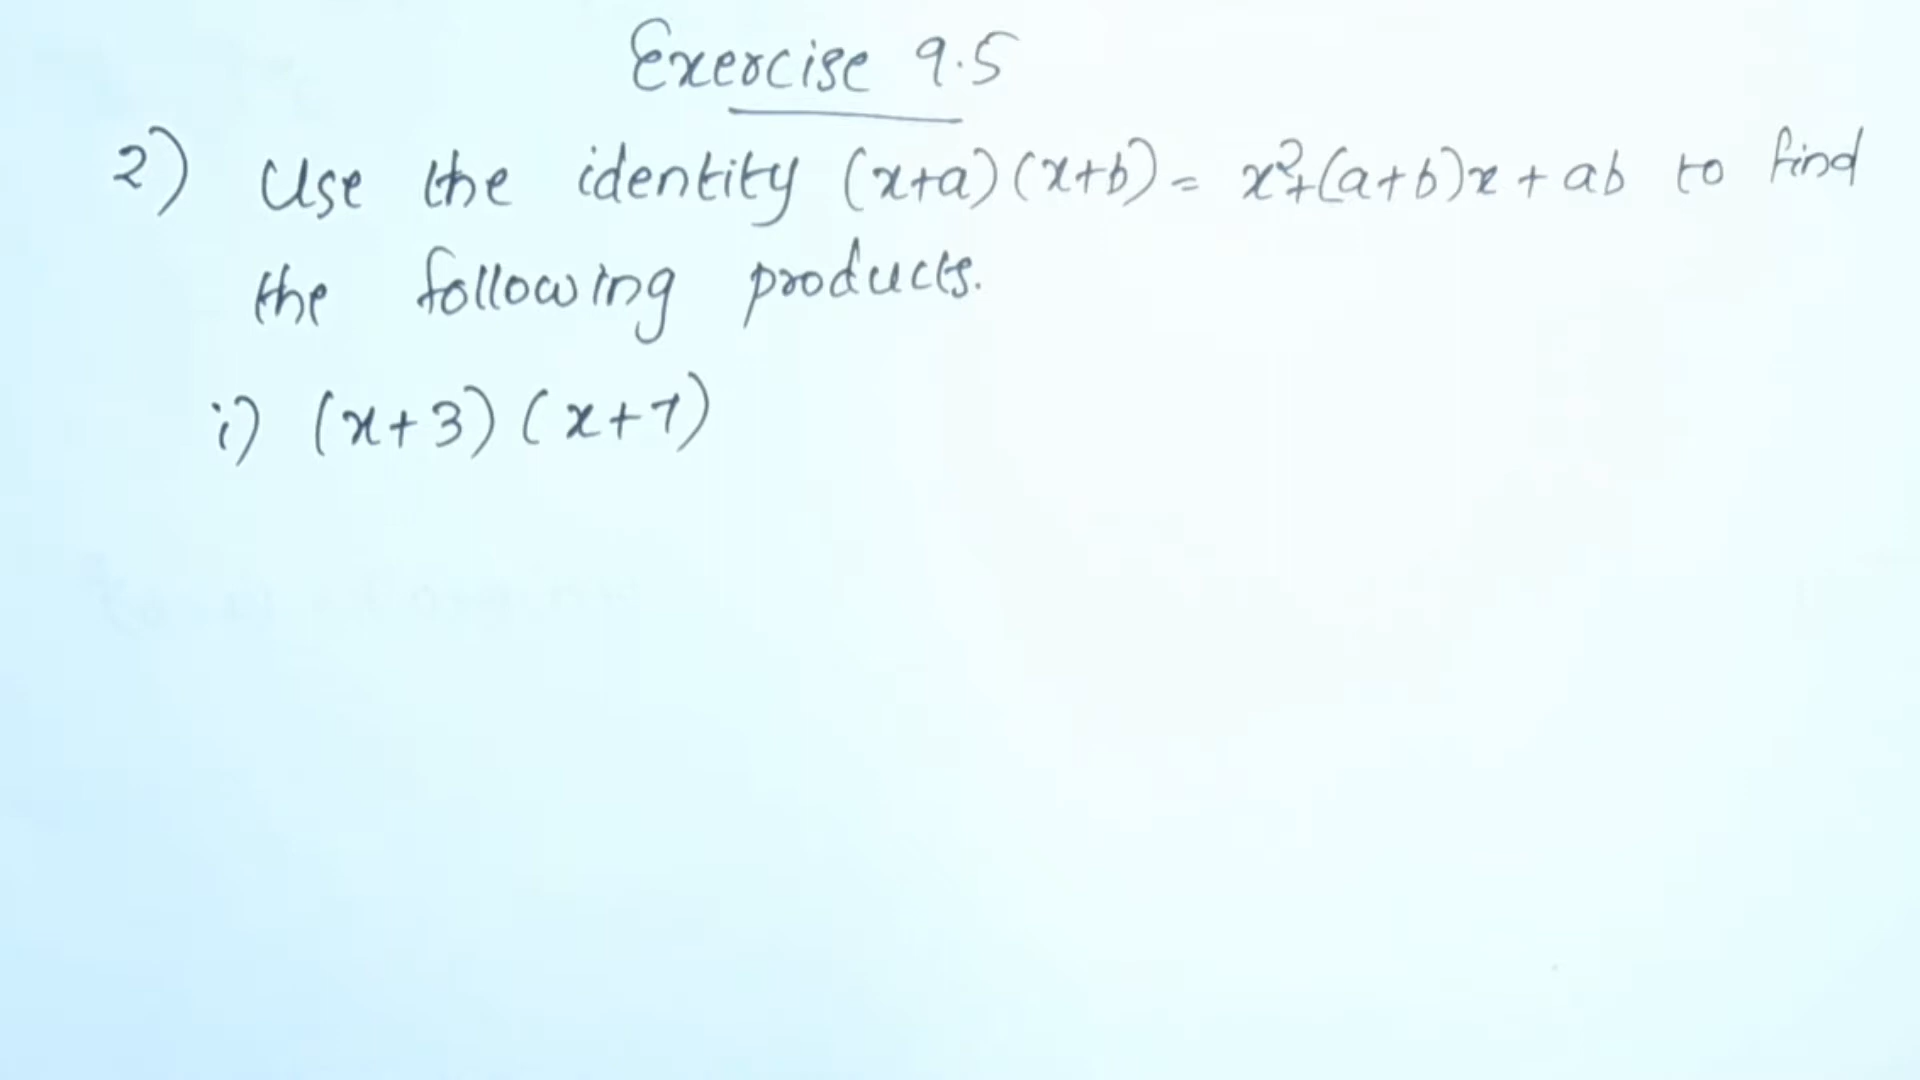 Exercise 9.5
2) Use the identity (x+a)(x+b) = x²+(a+b)x + ab to find
the following products.
i) (x+3)(x+7)